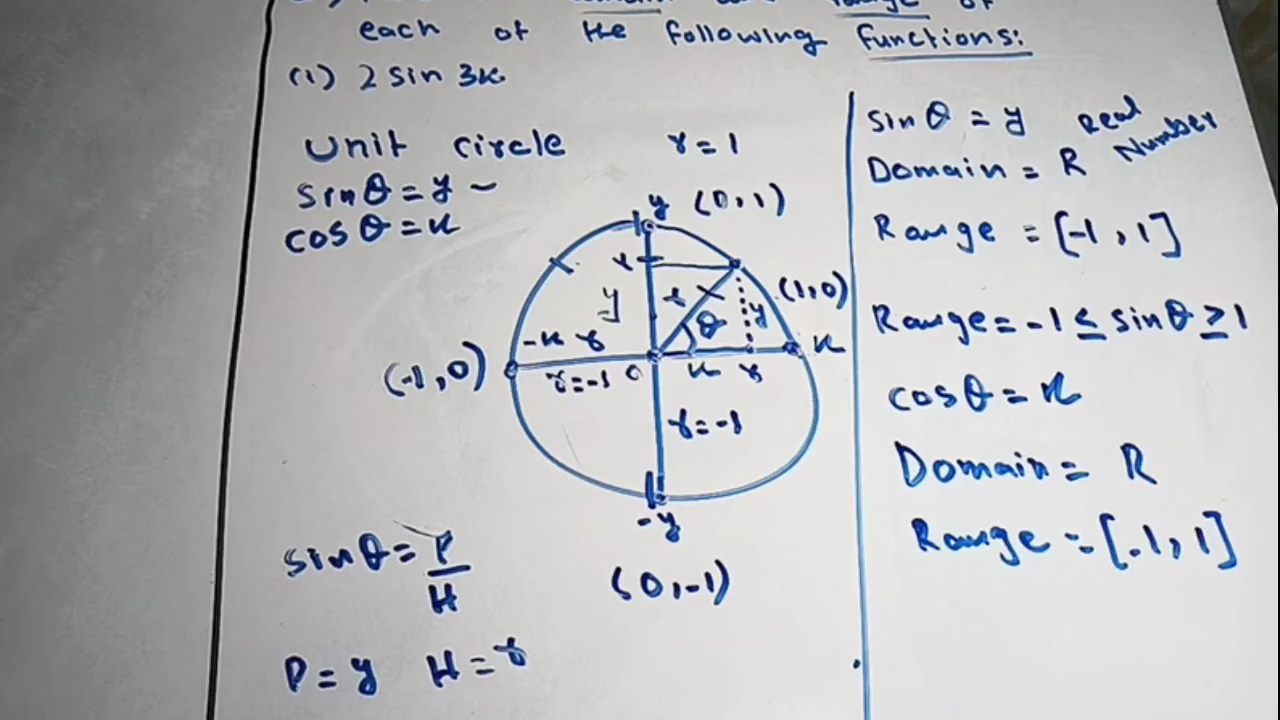 range of
each of the following functions:
(1) 2 sin 3x
Unit circle r = 1
sinθ = y
cosθ = x
y (0,1)
r
y
r
θ
y
(1,0)
x
-x r
(-1,0)
r=-1
0
x
r
r=-1
-y
(0,-1)
sinθ = P
H
P = y H = r
sinθ = y Real Number
Domain = R
Range = [-1,1]
Range = -1 ≤ sinθ ≥ 1
cosθ = x
Domain = R
Range = [-1,1]